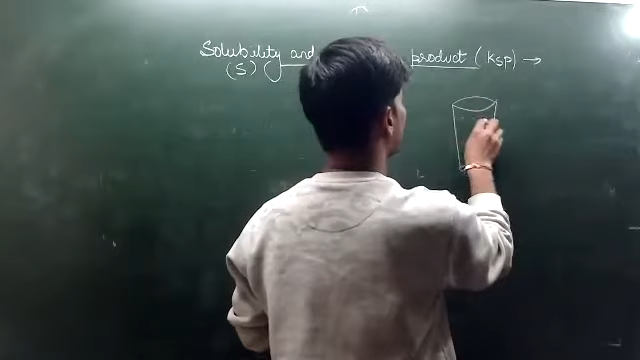 Solubility and product (Ksp) →
(S)